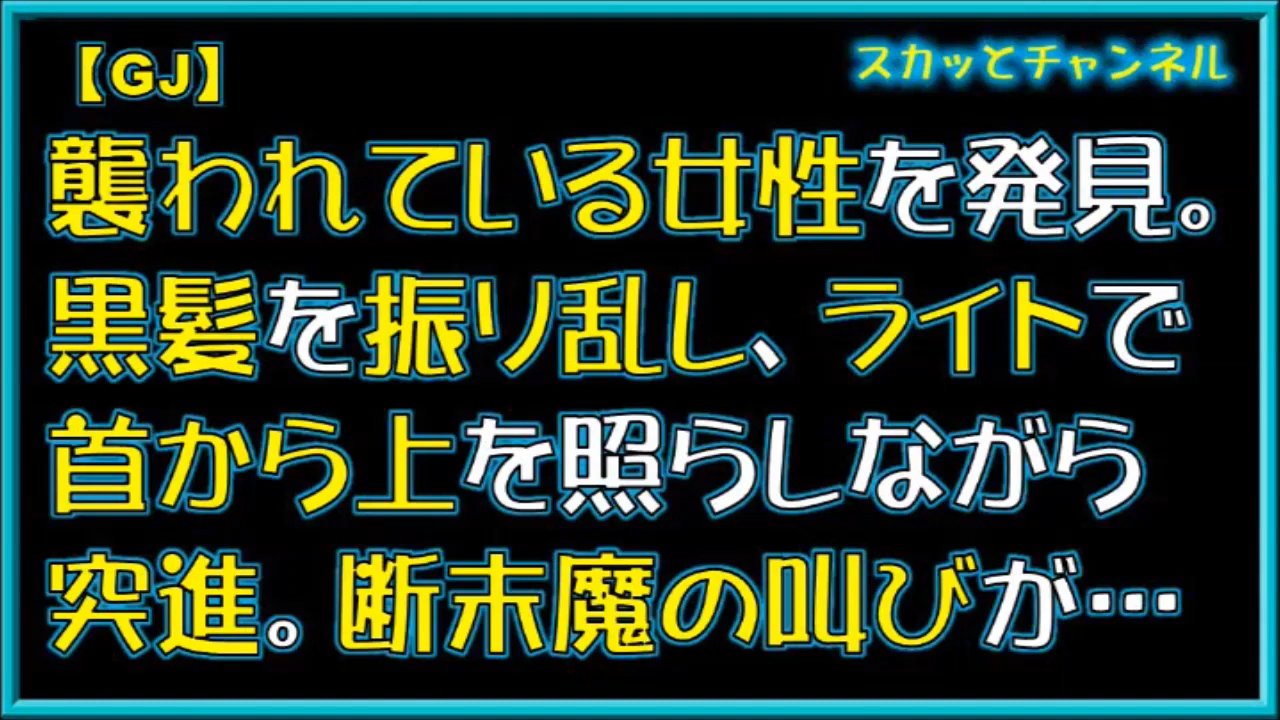 【GJ】
スカッとチャンネル
襲われている女性を発見。
黒髪を振り乱し、ライトで
首から上を照らしながら
突進。断末魔の叫びが…